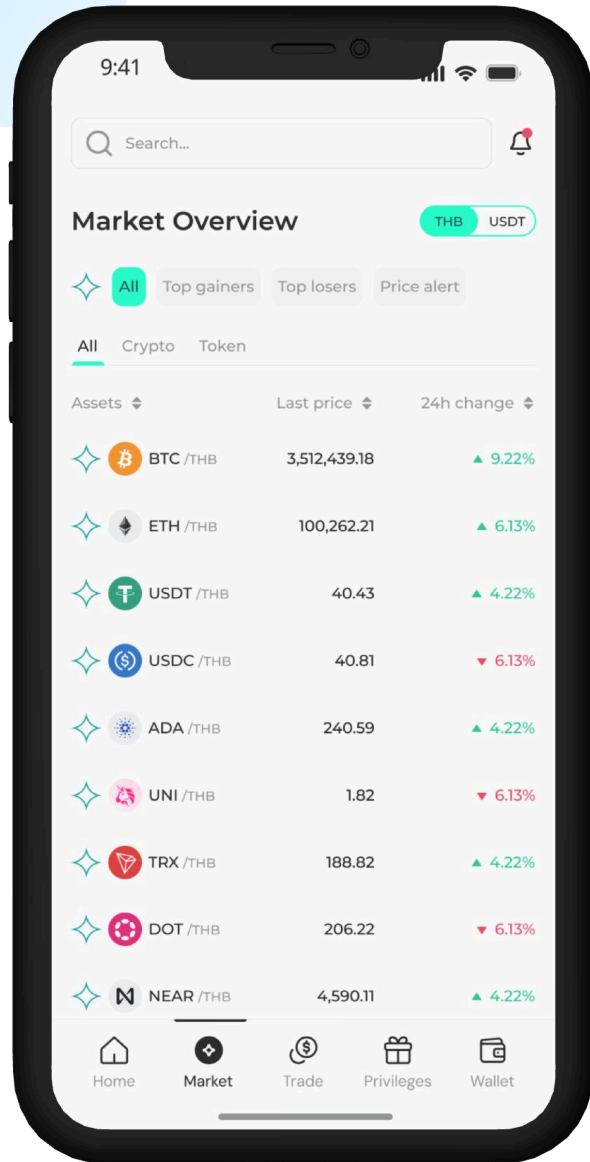 9:41
Search...
Market Overview
THB USDT
All Top gainers Top losers Price alert
All Crypto Token
Assets Last price 24h change
BTC /THB 3,512,439.18 ▲ 9.22%
ETH /THB 100,262.21 ▲ 6.13%
USDT /THB 40.43 ▲ 4.22%
USDC /THB 40.81 ▼ 6.13%
ADA /THB 240.59 ▲ 4.22%
UNI /THB 1.82 ▼ 6.13%
TRX /THB 188.82 ▲ 4.22%
DOT /THB 206.22 ▼ 6.13%
NEAR /THB 4,590.11 ▲ 4.22%
Home Market Trade Privileges Wallet